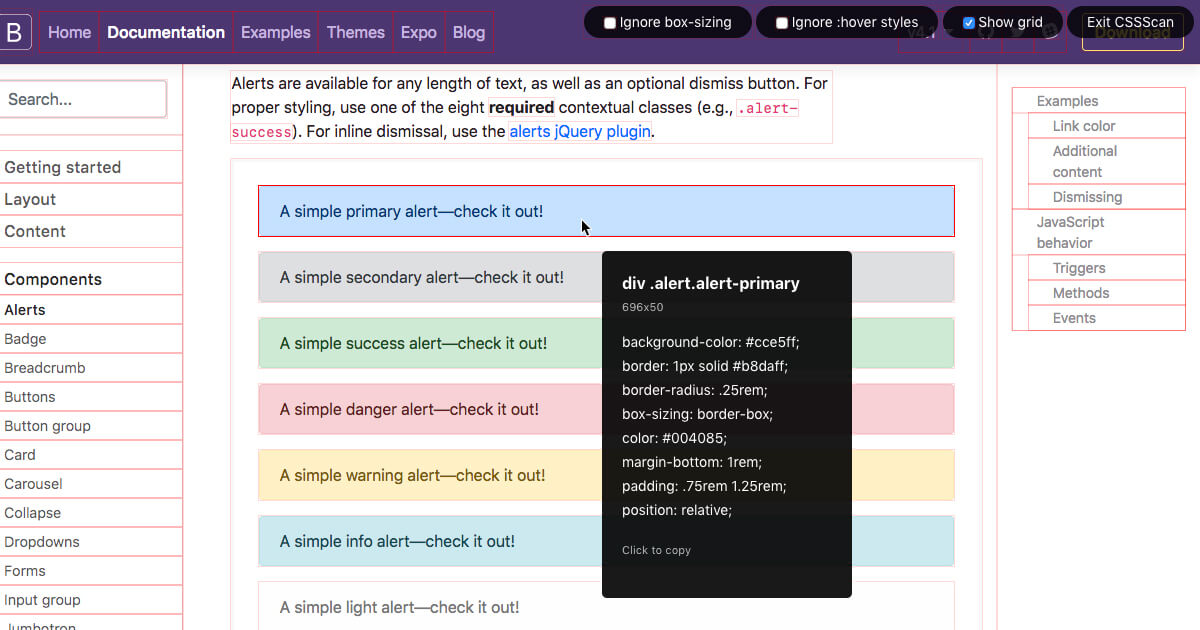 B
Home
Documentation
Examples
Themes
Expo
Blog
Ignore box-sizing
Ignore :hover styles
Show grid
Exit CSSScan
v4.1
Download
Search...
Getting started
Layout
Content
Components
Alerts
Badge
Breadcrumb
Buttons
Button group
Card
Carousel
Collapse
Dropdowns
Forms
Input group
Jumbotron
Alerts are available for any length of text, as well as an optional dismiss button. For
proper styling, use one of the eight required contextual classes (e.g., .alert-
success). For inline dismissal, use the alerts jQuery plugin.
A simple primary alert—check it out!
A simple secondary alert—check it out!
A simple success alert—check it out!
A simple danger alert—check it out!
A simple warning alert—check it out!
A simple info alert—check it out!
A simple light alert—check it out!
div .alert.alert-primary
696x50
background-color: #cce5ff;
border: 1px solid #b8daff;
border-radius: .25rem;
box-sizing: border-box;
color: #004085;
margin-bottom: 1rem;
padding: .75rem 1.25rem;
position: relative;
Click to copy
Examples
Link color
Additional
content
Dismissing
JavaScript
behavior
Triggers
Methods
Events